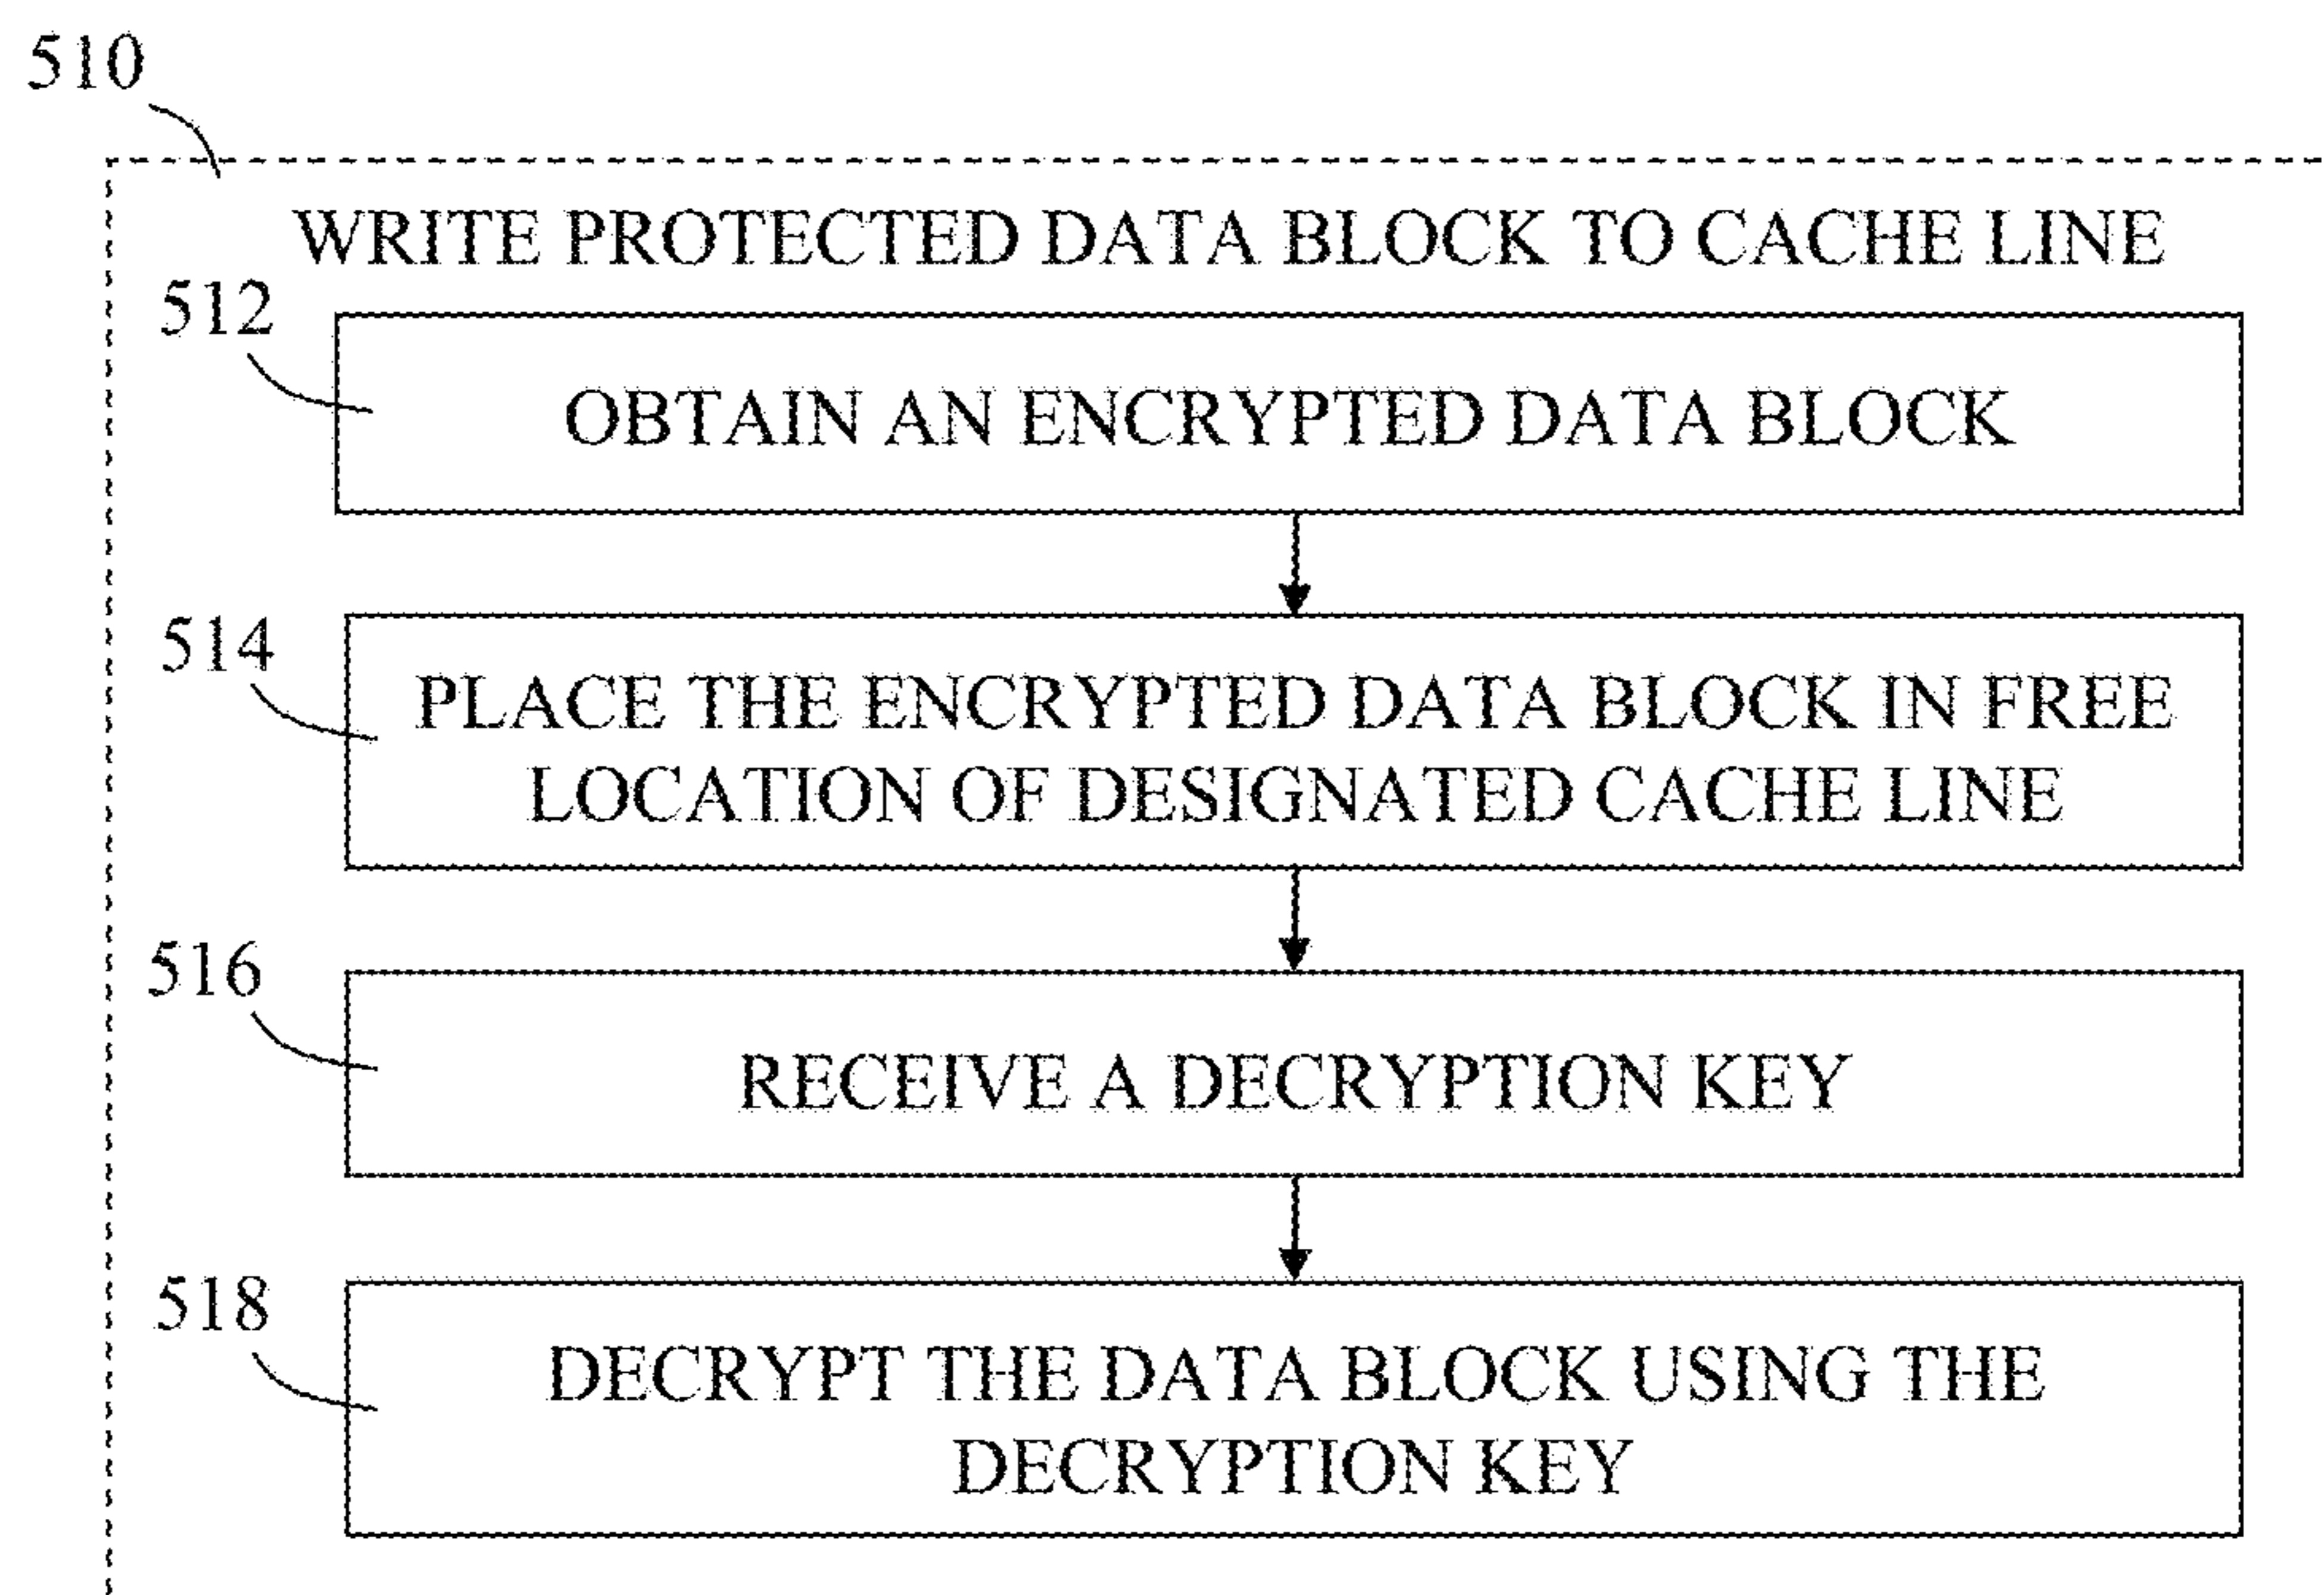 510
WRITE PROTECTED DATA BLOCK TO CACHE LINE
512
OBTAIN AN ENCRYPTED DATA BLOCK
514
PLACE THE ENCRYPTED DATA BLOCK IN FREE
LOCATION OF DESIGNATED CACHE LINE
516
RECEIVE A DECRYPTION KEY
518
DECRYPT THE DATA BLOCK USING THE
DECRYPTION KEY